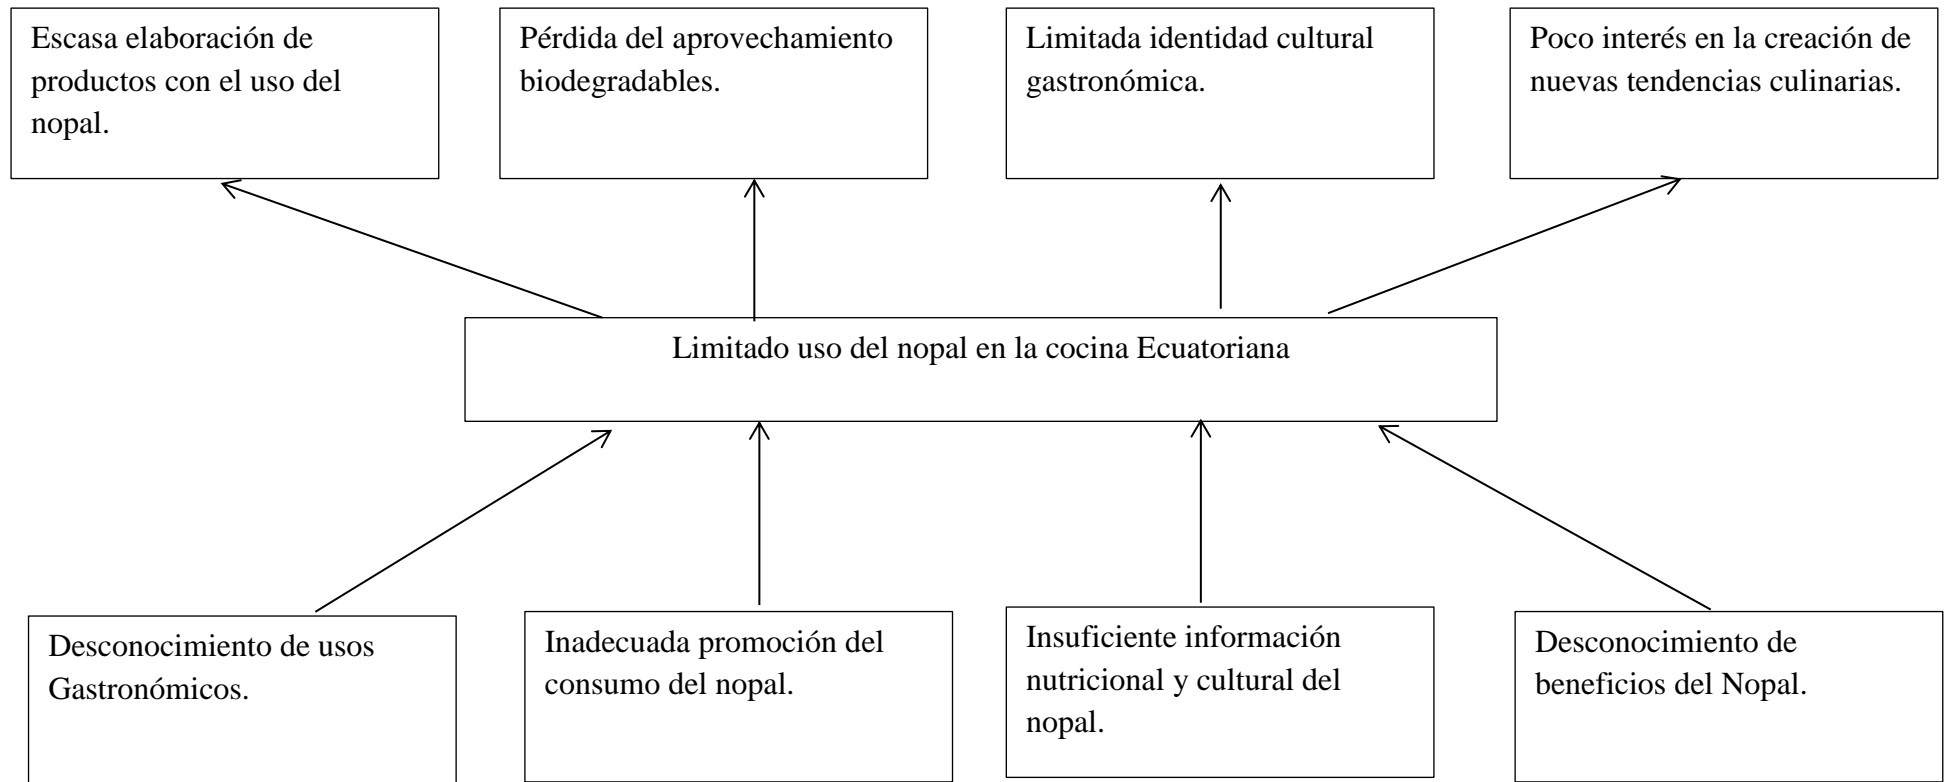 Escasa elaboración de
productos con el uso del
nopal.
Pérdida del aprovechamiento
biodegradables.
Limitada identidad cultural
gastronómica.
Poco interés en la creación de
nuevas tendencias culinarias.
Limitado uso del nopal en la cocina Ecuatoriana
Desconocimiento de usos
Gastronómicos.
Inadecuada promoción del
consumo del nopal.
Insuficiente información
nutricional y cultural del
nopal.
Desconocimiento de
beneficios del Nopal.